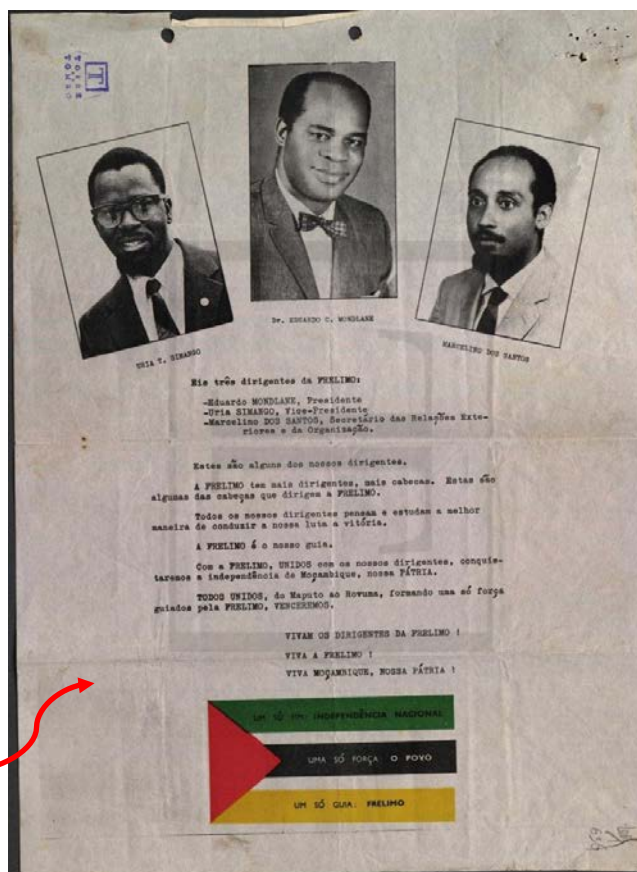 TORRE
TOMBO
T
URIA T. SIMANGO
Dr. EDUARDO C. MONDLANE
MARCELINO DOS SANTOS
Eis três dirigentes da FRELIMO:
-Eduardo MONDLANE, Presidente
-Uria SIMANGO, Vice-Presidente
-Marcelino DOS SANTOS, Secretário das Relações Exte-
riores e da Organização.
Estes são alguns dos nossos dirigentes.
A FRELIMO tem mais dirigentes, mais cabecas. Estas são
algumas das cabeças que dirigem a FRELIMO.
Todos os nossos dirigentes pensam e estudam a melhor
maneira de conduzir a nossa luta a vitória.
A FRELIMO é o nosso guia.
Com a FRELIMO, UNIDOS com os nossos dirigentes, conquis-
taremos a independência de Moçambique, nossa PÁTRIA.
TODOS UNIDOS, do Maputo ao Rovuma, formando uma só força
guiados pela FRELIMO, VENCEREMOS.
VIVAM OS DIRIGENTES DA FRELIMO !
VIVA A FRELIMO !
VIVA MOÇAMBIQUE, NOSSA PÁTRIA !
UM SÓ FIM: INDEPENDÊNCIA NACIONAL
UMA SÓ FORÇA: O POVO
UM SÓ GUIA: FRELIMO